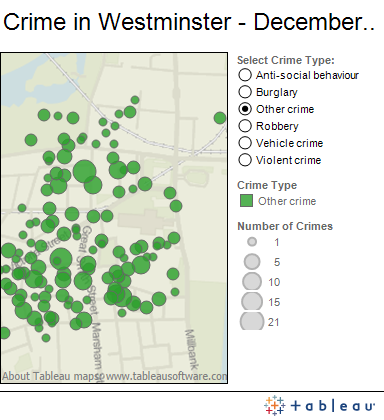 Crime in Westminster - December..
Select Crime Type:
Anti-social behaviour
Burglary
Other crime
Robbery
Vehicle crime
Violent crime
Crime Type
Other crime
Number of Crimes
1
5
10
15
21
Great
Street
Marsham
Millbank
About Tableau maps: www.tableausoftware.com
+ a b l e a u